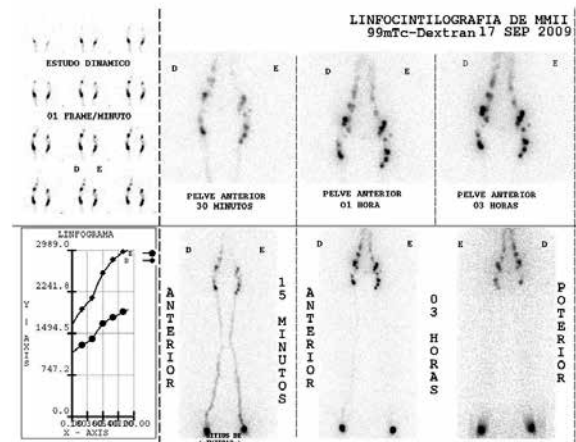 LINFOCINTILOGRAFIA DE MMII
99mTc-Dextran 17 SEP 2009
ESTUDO DINAMICO
01 FRAME/MINUTO
D E
D E
PELVE ANTERIOR
30 MINUTOS
D E
PELVE ANTERIOR
01 HORA
D E
PELVE ANTERIOR
03 HORAS
LINFOGRAMA
2989.0
2241.8
1494.5
747.2
0.0
Y
AXIS
X - AXIS
E
D
ANTERIOR
D E
15 MINUTOS
ANTERIOR
D E
03 HORAS
E D
POTERIOR